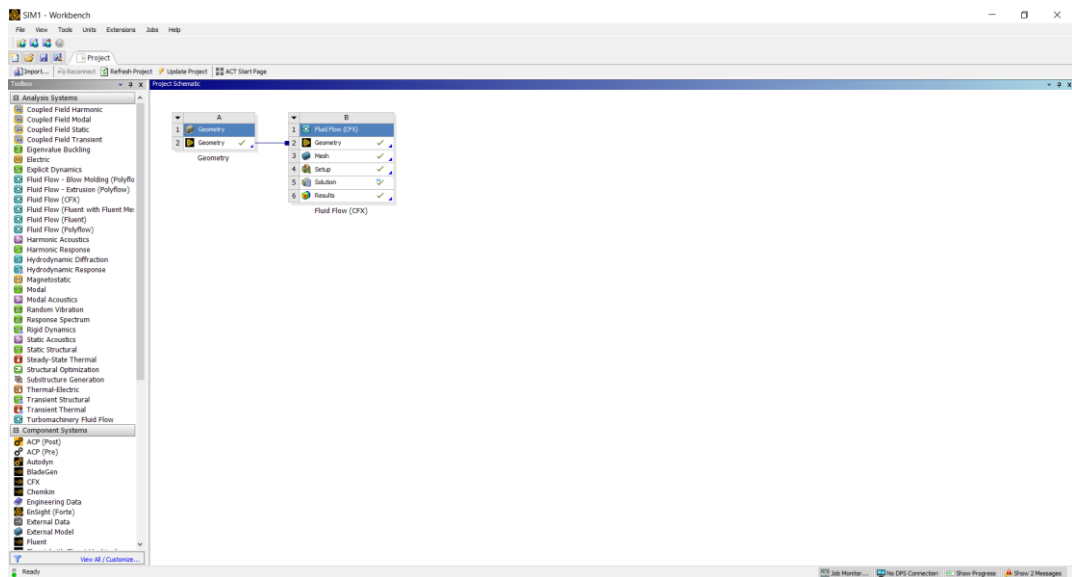 SIM1 - Workbench
File View Tools Units Extensions Jobs Help
Project
Import... Reconnect Refresh Project Update Project ACT Start Page
Toolbox
Project Schematic
Analysis Systems
Coupled Field Harmonic
Coupled Field Modal
Coupled Field Static
Coupled Field Transient
Eigenvalue Buckling
Electric
Explicit Dynamics
Fluid Flow - Blow Molding (Polyflo
Fluid Flow - Extrusion (Polyflow)
Fluid Flow (CFX)
Fluid Flow (Fluent with Fluent Me
Fluid Flow (Fluent)
Fluid Flow (Polyflow)
Harmonic Acoustics
Harmonic Response
Hydrodynamic Diffraction
Hydrodynamic Response
Magnetostatic
Modal
Modal Acoustics
Random Vibration
Response Spectrum
Rigid Dynamics
Static Acoustics
Static Structural
Steady-State Thermal
Structural Optimization
Substructure Generation
Thermal-Electric
Transient Structural
Transient Thermal
Turbomachinery Fluid Flow
Component Systems
ACP (Post)
ACP (Pre)
Autodyn
BladeGen
CFX
Chemkin
Engineering Data
EnSight (Forte)
External Data
External Model
Fluent
View All / Customize...
A
1 Geometry
2 Geometry
Geometry
B
1 Fluid Flow (CFX)
2 Geometry
3 Mesh
4 Setup
5 Solution
6 Results
Fluid Flow (CFX)
Ready
Job Monitor... No DPS Connection Show Progress Show 2 Messages